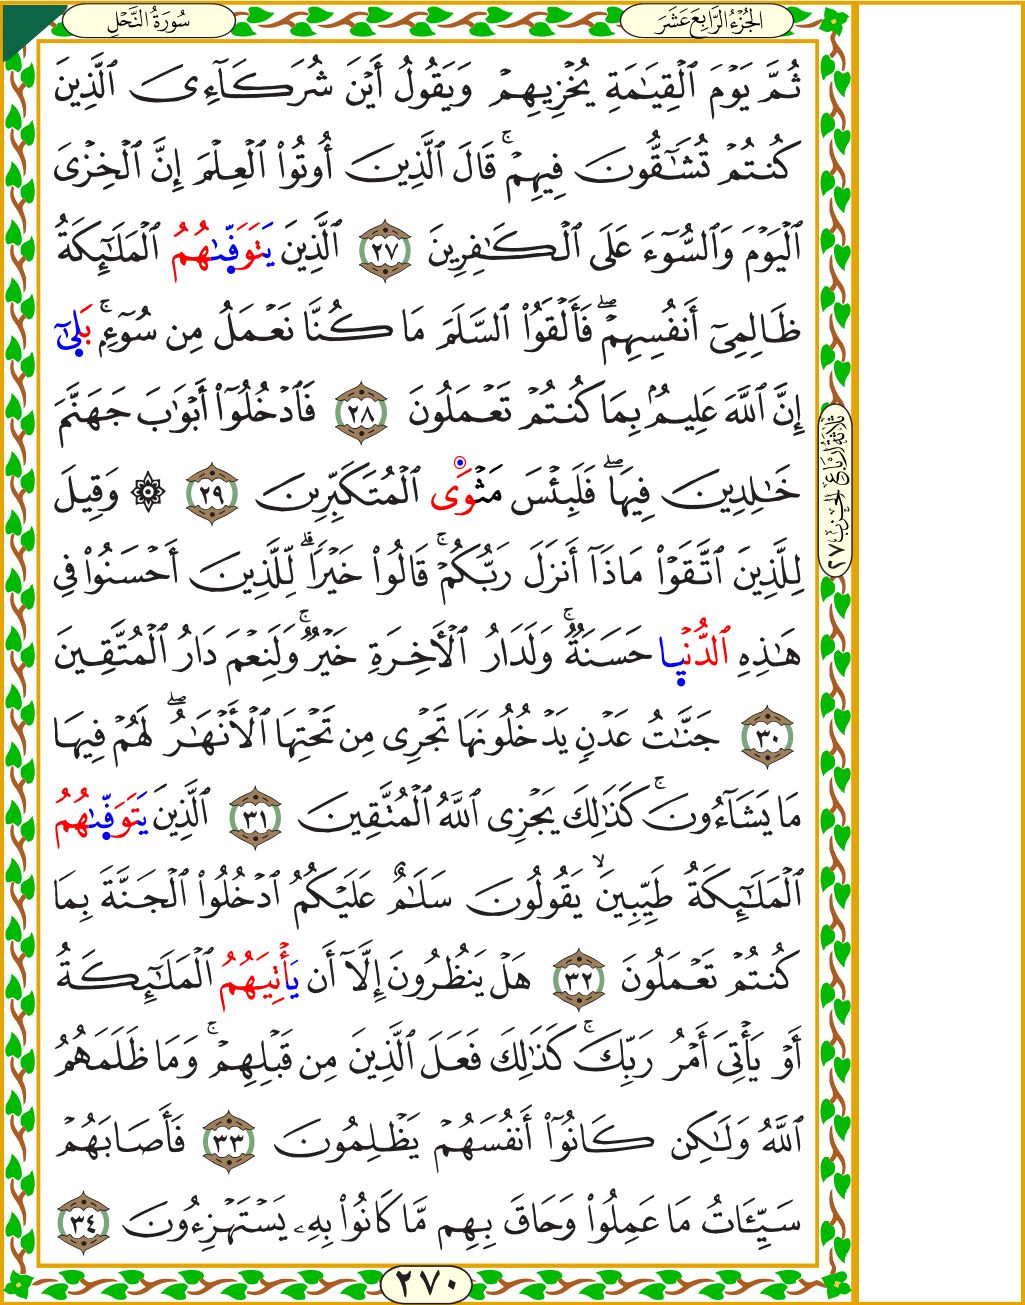 سُورَةُ النَّحْلِ
الجُزْءُ الرَّابِعَ عَشَرَ
ثُمَّ يَوْمَ ٱلْقِيَٰمَةِ يُخْزِيهِمْ وَيَقُولُ أَيْنَ شُرَكَآءِىَ ٱلَّذِينَ
كُنتُمْ تُشَٰٓقُّونَ فِيهِمْۚ قَالَ ٱلَّذِينَ أُوتُوا۟ ٱلْعِلْمَ إِنَّ ٱلْخِزْىَ
ٱلْيَوْمَ وَٱلسُّوٓءَ عَلَى ٱلْكَٰفِرِينَ ٢٧ ٱلَّذِينَ يَتَوَفَّىٰهُمُ ٱلْمَلَٰٓئِكَةُ
ظَالِمِىٓ أَنفُسِهِمْۖ فَأَلْقَوُا۟ ٱلسَّلَمَ مَا كُنَّا نَعْمَلُ مِن سُوٓءٍۭۚ بَلَىٰٓ
إِنَّ ٱللَّهَ عَلِيمٌۢ بِمَا كُنتُمْ تَعْمَلُونَ ٢٨ فَٱدْخُلُوٓا۟ أَبْوَٰبَ جَهَنَّمَ
خَٰلِدِينَ فِيهَاۖ فَلَبِئْسَ مَثْوَى ٱلْمُتَكَبِّرِينَ ٢٩ ۞ وَقِيلَ
لِلَّذِينَ ٱتَّقَوْا۟ مَاذَآ أَنزَلَ رَبُّكُمْۚ قَالُوا۟ خَيْرًاۗ لِّلَّذِينَ أَحْسَنُوا۟ فِى
هَٰذِهِ ٱلدُّنْيَا حَسَنَةٌۚ وَلَدَارُ ٱلْأَخِرَةِ خَيْرٌۚ وَلَنِعْمَ دَارُ ٱلْمُتَّقِينَ
٣٠ جَنَّٰتُ عَدْنٍ يَدْخُلُونَهَا تَجْرِى مِن تَحْتِهَا ٱلْأَنْهَٰرُۖ لَهُمْ فِيهَا
مَا يَشَآءُونَۚ كَذَٰلِكَ يَجْزِى ٱللَّهُ ٱلْمُتَّقِينَ ٣١ ٱلَّذِينَ يَتَوَفَّىٰهُمُ
ٱلْمَلَٰٓئِكَةُ طَيِّبِينَۙ يَقُولُونَ سَلَٰمٌ عَلَيْكُمُ ٱدْخُلُوا۟ ٱلْجَنَّةَ بِمَا
كُنتُمْ تَعْمَلُونَ ٣٢ هَلْ يَنظُرُونَ إِلَّآ أَن يَأْتِيَهُمُ ٱلْمَلَٰٓئِكَةُ
أَوْ يَأْتِىَ أَمْرُ رَبِّكَۚ كَذَٰلِكَ فَعَلَ ٱلَّذِينَ مِن قَبْلِهِمْۚ وَمَا ظَلَمَهُمُ
ٱللَّهُ وَلَٰكِن كَانُوٓا۟ أَنفُسَهُمْ يَظْلِمُونَ ٣٣ فَأَصَابَهُمْ
سَيِّـَٔاتُ مَا عَمِلُوا۟ وَحَاقَ بِهِم مَّا كَانُوا۟ بِهِۦ يَسْتَهْزِءُونَ ٣٤
ثَلَاثَةُ أَرْبَاعِ الحِزْبِ ٢٧
٢٧٠